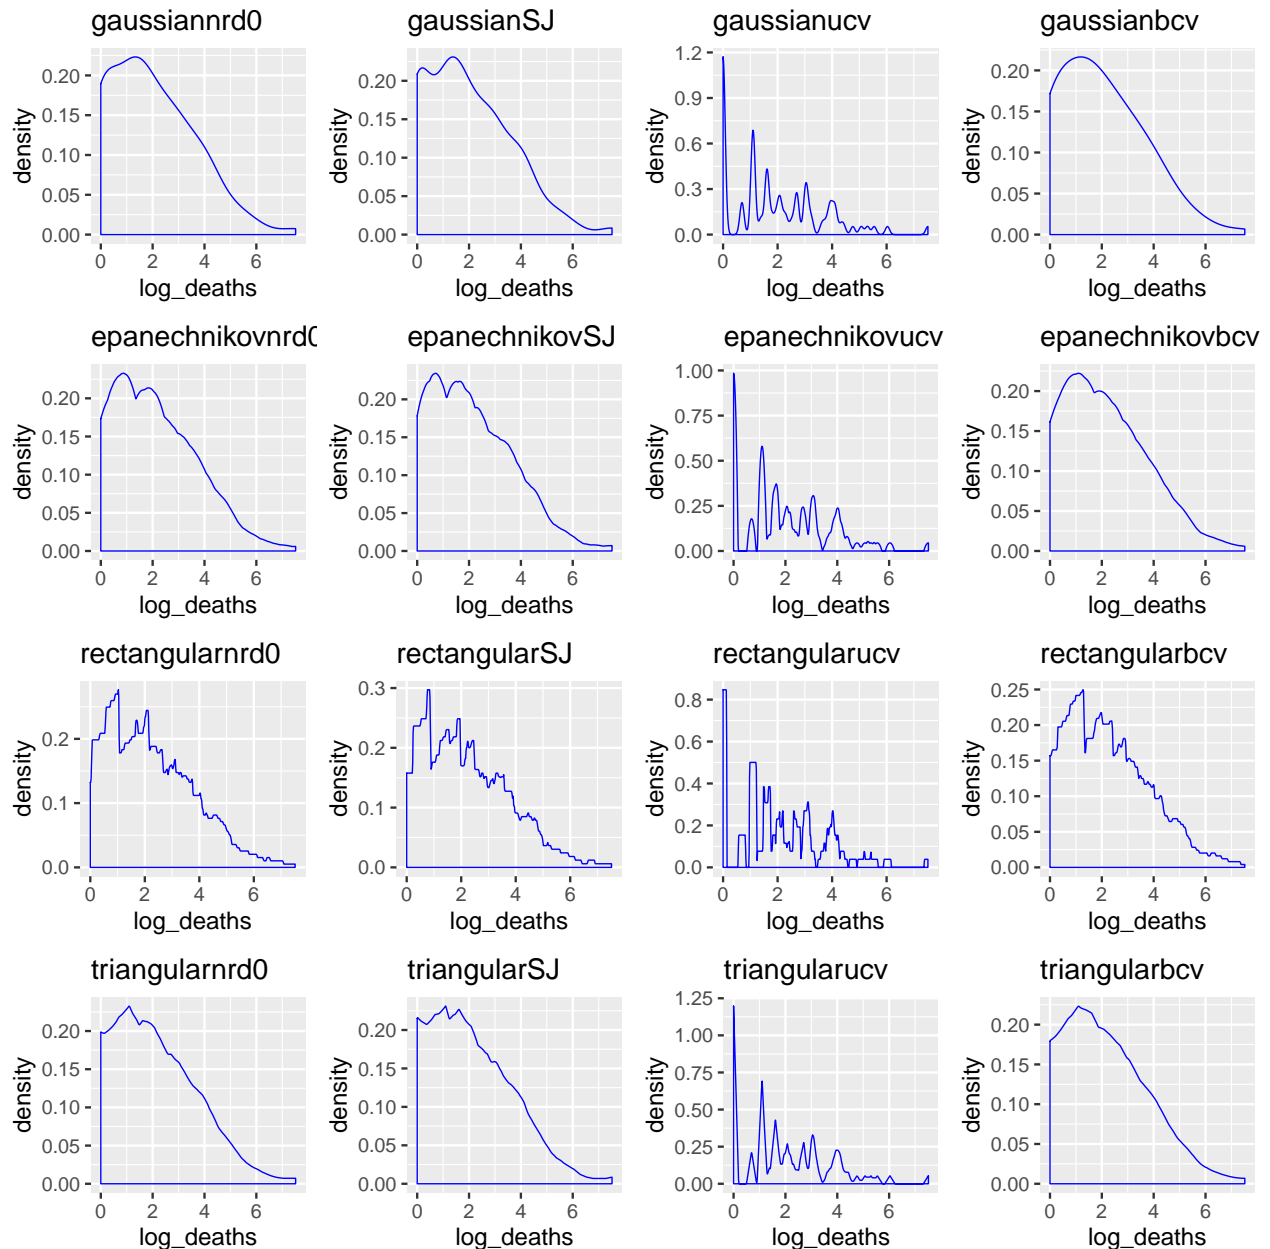 gaussiannrd0 gaussianSJ gaussianucv gaussianbcv
0.20 0.20 1.2 0.20
0.15 0.15 0.9 0.15
0.10 0.10 0.6 0.10
0.05 0.05 0.3 0.05
0.00 0.00 0.0 0.00
density density density density
0 2 4 6 0 2 4 6 0 2 4 6 0 2 4 6
log_deaths log_deaths log_deaths log_deaths
epanechnikovnrd0 epanechnikovSJ epanechnikovucv epanechnikovbcv
0.20 0.20 1.00 0.20
0.15 0.15 0.75 0.15
0.10 0.10 0.50 0.10
0.05 0.05 0.25 0.05
0.00 0.00 0.00 0.00
density density density density
0 2 4 6 0 2 4 6 0 2 4 6 0 2 4 6
log_deaths log_deaths log_deaths log_deaths
rectangularnrd0 rectangularSJ rectangularucv rectangularbcv
0.2 0.3 0.8 0.25
0.1 0.2 0.6 0.20
0.0 0.1 0.4 0.15
0.0 0.2 0.10
0.0 0.05
0.00
density density density density
0 2 4 6 0 2 4 6 0 2 4 6 0 2 4 6
log_deaths log_deaths log_deaths log_deaths
triangularnrd0 triangularSJ triangularucv triangularbcv
0.20 0.20 1.25 0.20
0.15 0.15 1.00 0.15
0.10 0.10 0.75 0.10
0.05 0.05 0.50 0.05
0.00 0.00 0.25 0.00
0.00
density density density density
0 2 4 6 0 2 4 6 0 2 4 6 0 2 4 6
log_deaths log_deaths log_deaths log_deaths